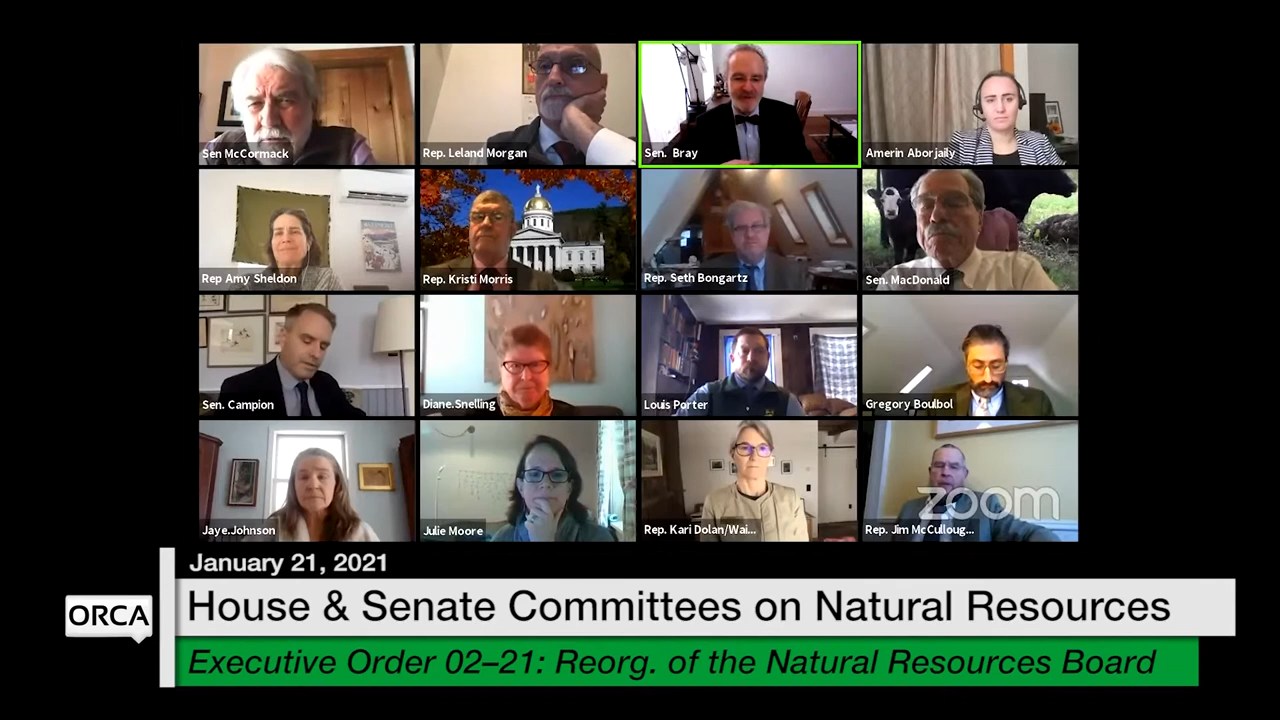 Sen McCormack
Rep. Leland Morgan
Sen. Bray
Amerin Aborjaily
Rep Amy Sheldon
Rep. Kristi Morris
Rep. Seth Bongartz
Sen. MacDonald
Sen. Campion
Diane.Snelling
Louis Porter
Gregory Boulbol
Jaye.Johnson
Julie Moore
Rep. Kari Dolan/Wai...
Rep. Jim McCulloug...
zoom
January 21, 2021
ORCA
House & Senate Committees on Natural Resources
Executive Order 02–21: Reorg. of the Natural Resources Board